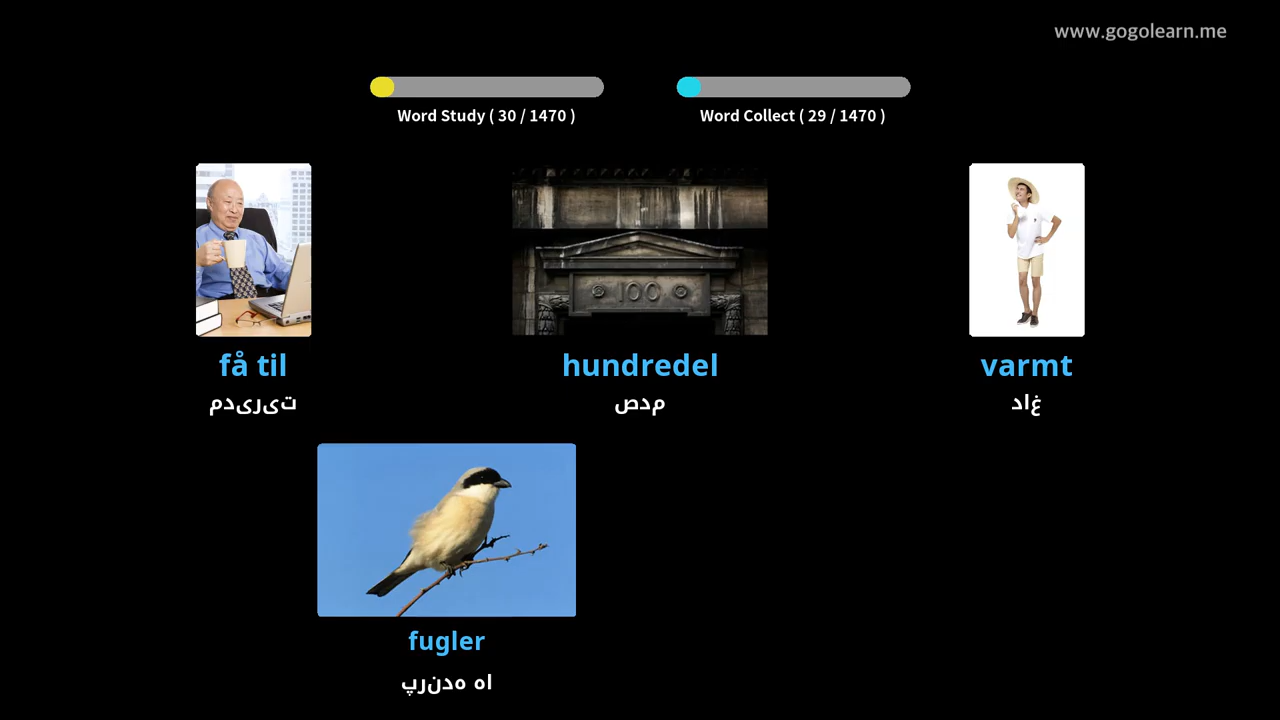 www.gogolearn.me
Word Study ( 30 / 1470 )
Word Collect ( 29 / 1470 )
få til
تیریدم
hundredel
مدص
varmt
غاد
100
fugler
اه هدنرپ